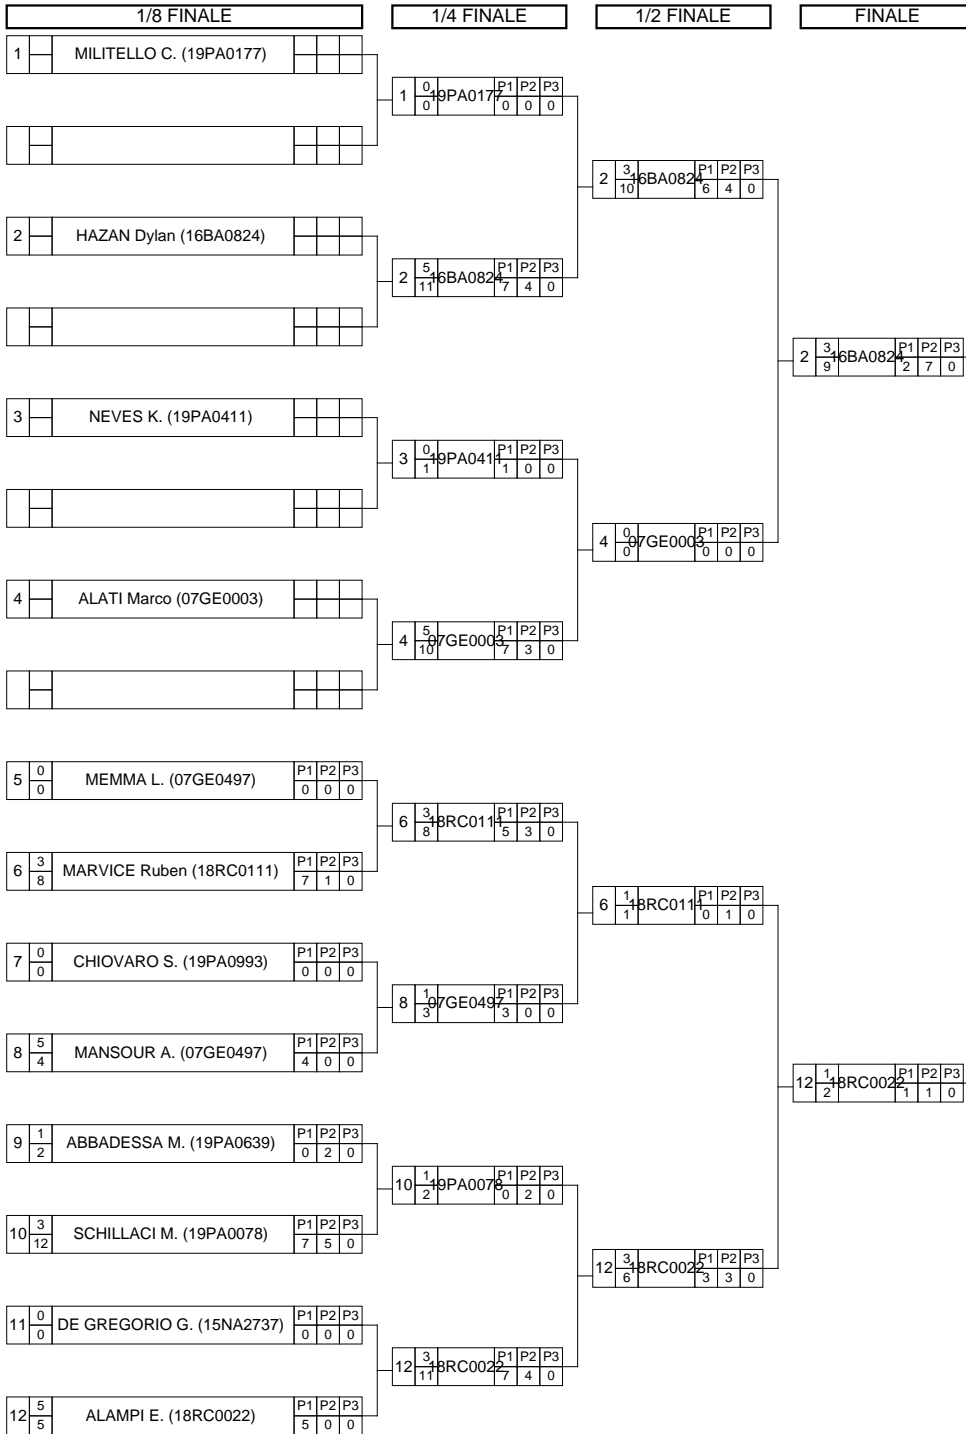 1/8 FINALE 1/4 FINALE 1/2 FINALE FINALE
1 MILITELLO C. (19PA0177)
1 0 0 19PA0177 P1 P2 P3 0 0 0
2 3 10 16BA0824 P1 P2 P3 6 4 0
2 HAZAN Dylan (16BA0824)
2 5 11 16BA0824 P1 P2 P3 7 4 0
2 3 9 16BA0824 P1 P2 P3 2 7 0
3 NEVES K. (19PA0411)
3 0 1 19PA0411 P1 P2 P3 1 0 0
4 0 0 07GE0003 P1 P2 P3 0 0 0
4 ALATI Marco (07GE0003)
4 5 10 07GE0003 P1 P2 P3 7 3 0
5 0 0 MEMMA L. (07GE0497) P1 P2 P3 0 0 0
6 3 8 18RC0111 P1 P2 P3 5 3 0
6 3 8 MARVICE Ruben (18RC0111) P1 P2 P3 7 1 0
6 1 1 18RC0111 P1 P2 P3 0 1 0
7 0 0 CHIOVARO S. (19PA0993) P1 P2 P3 0 0 0
8 1 3 07GE0497 P1 P2 P3 3 0 0
8 5 4 MANSOUR A. (07GE0497) P1 P2 P3 4 0 0
12 1 2 18RC0022 P1 P2 P3 1 1 0
9 1 2 ABBADESSA M. (19PA0639) P1 P2 P3 0 2 0
10 1 2 19PA0078 P1 P2 P3 0 2 0
10 3 12 SCHILLACI M. (19PA0078) P1 P2 P3 7 5 0
12 3 6 18RC0022 P1 P2 P3 3 3 0
11 0 0 DE GREGORIO G. (15NA2737) P1 P2 P3 0 0 0
12 3 11 18RC0022 P1 P2 P3 7 4 0
12 5 5 ALAMPI E. (18RC0022) P1 P2 P3 5 0 0